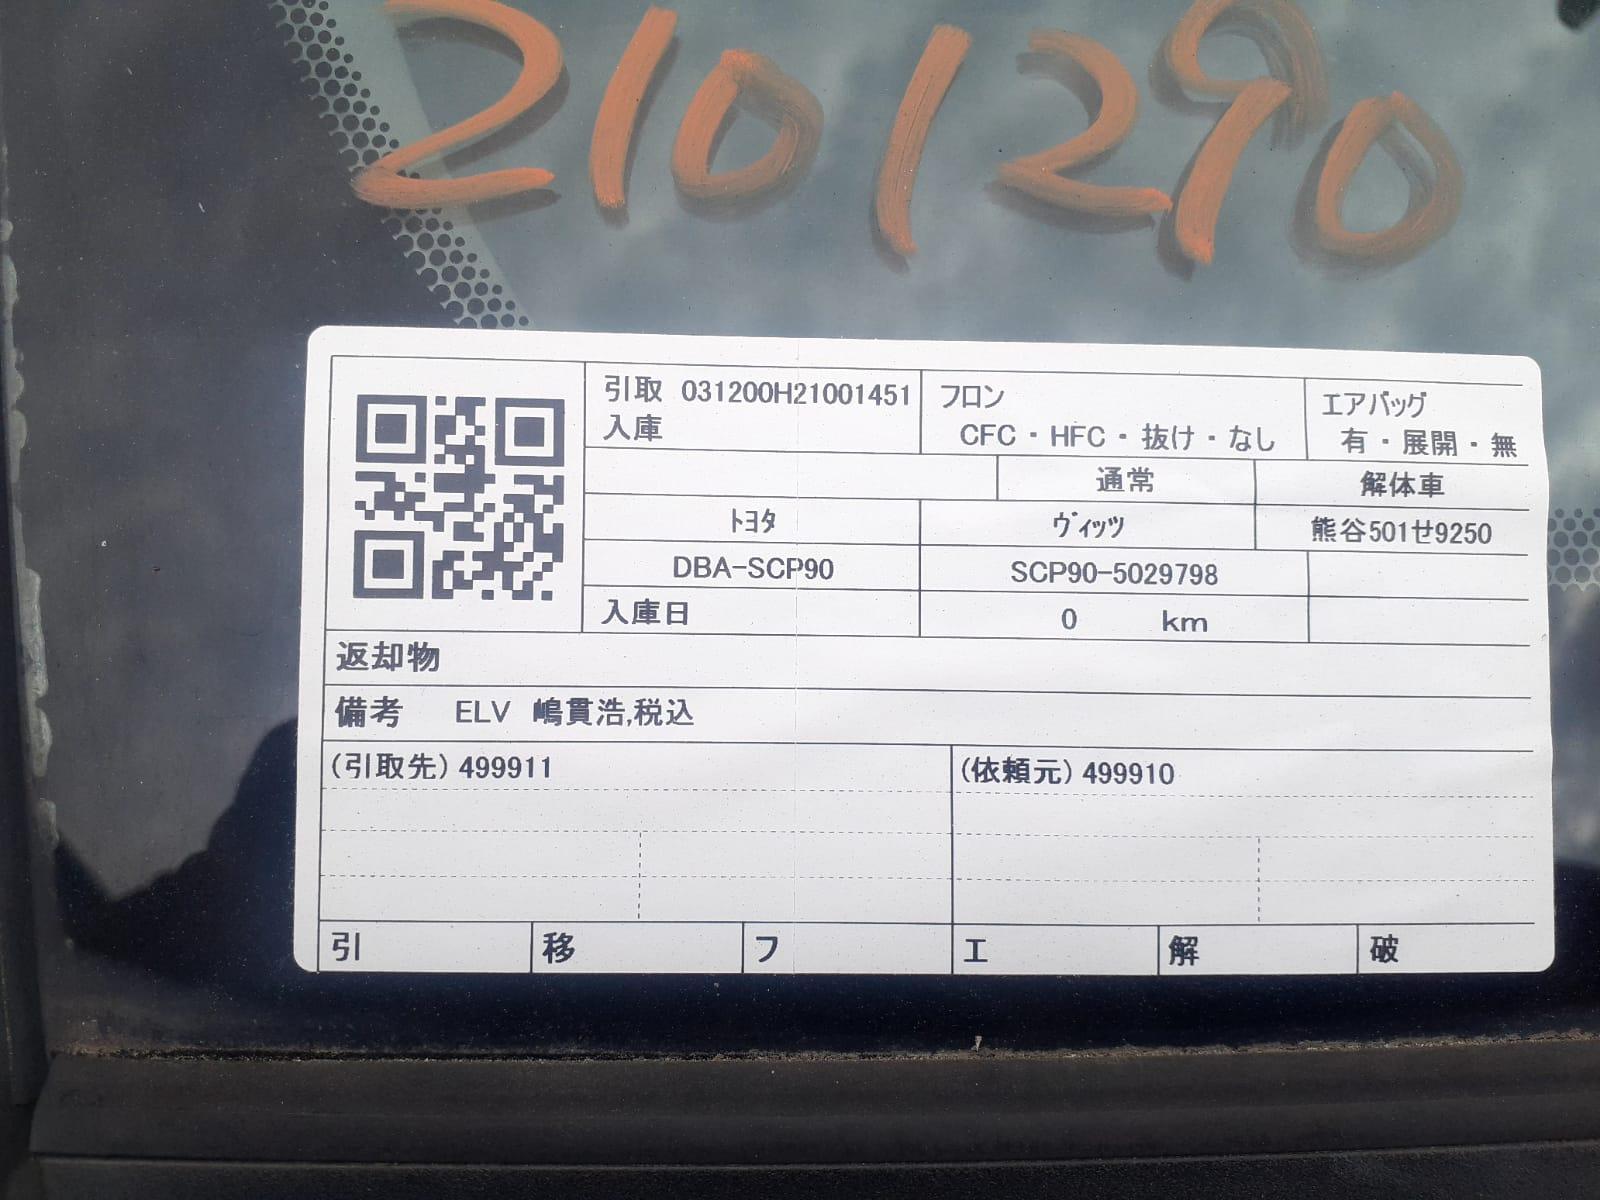 2101290
引取 031200H21001451
入庫
フロン
CFC・HFC・抜け・なし
エアバッグ
有・展開・無
通常
解体車
ﾄﾖﾀ
ｳﾞｨｯﾂ
熊谷501せ9250
DBA-SCP90
SCP90-5029798
入庫日
0 km
返却物
備考 ELV 嶋貫浩,税込
(引取先) 499911
(依頼元) 499910
引
移
フ
エ
解
破